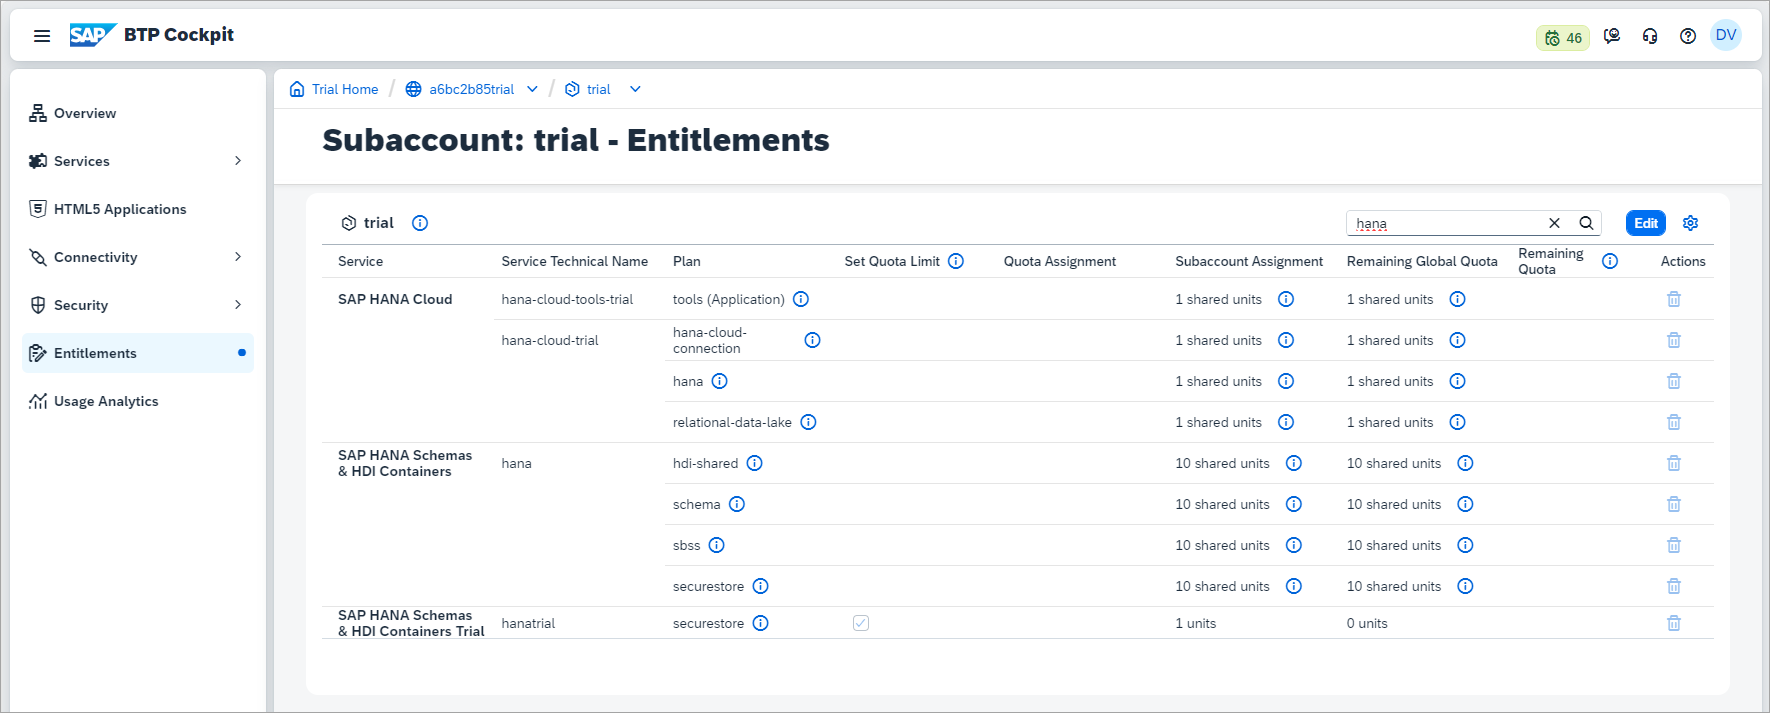 SAP BTP Cockpit
46
DV
Overview
Services
HTML5 Applications
Connectivity
Security
Entitlements
Usage Analytics
Trial Home / a6bc2b85trial / trial
Subaccount: trial - Entitlements
trial
hana
Edit
Service Service Technical Name Plan Set Quota Limit Quota Assignment Subaccount Assignment Remaining Global Quota Remaining Quota Actions
SAP HANA Cloud hana-cloud-tools-trial tools (Application) 1 shared units 1 shared units
hana-cloud-trial hana-cloud-connection 1 shared units 1 shared units
hana 1 shared units 1 shared units
relational-data-lake 1 shared units 1 shared units
SAP HANA Schemas & HDI Containers hana hdi-shared 10 shared units 10 shared units
schema 10 shared units 10 shared units
sbss 10 shared units 10 shared units
securestore 10 shared units 10 shared units
SAP HANA Schemas & HDI Containers Trial hanatrial securestore 1 units 0 units